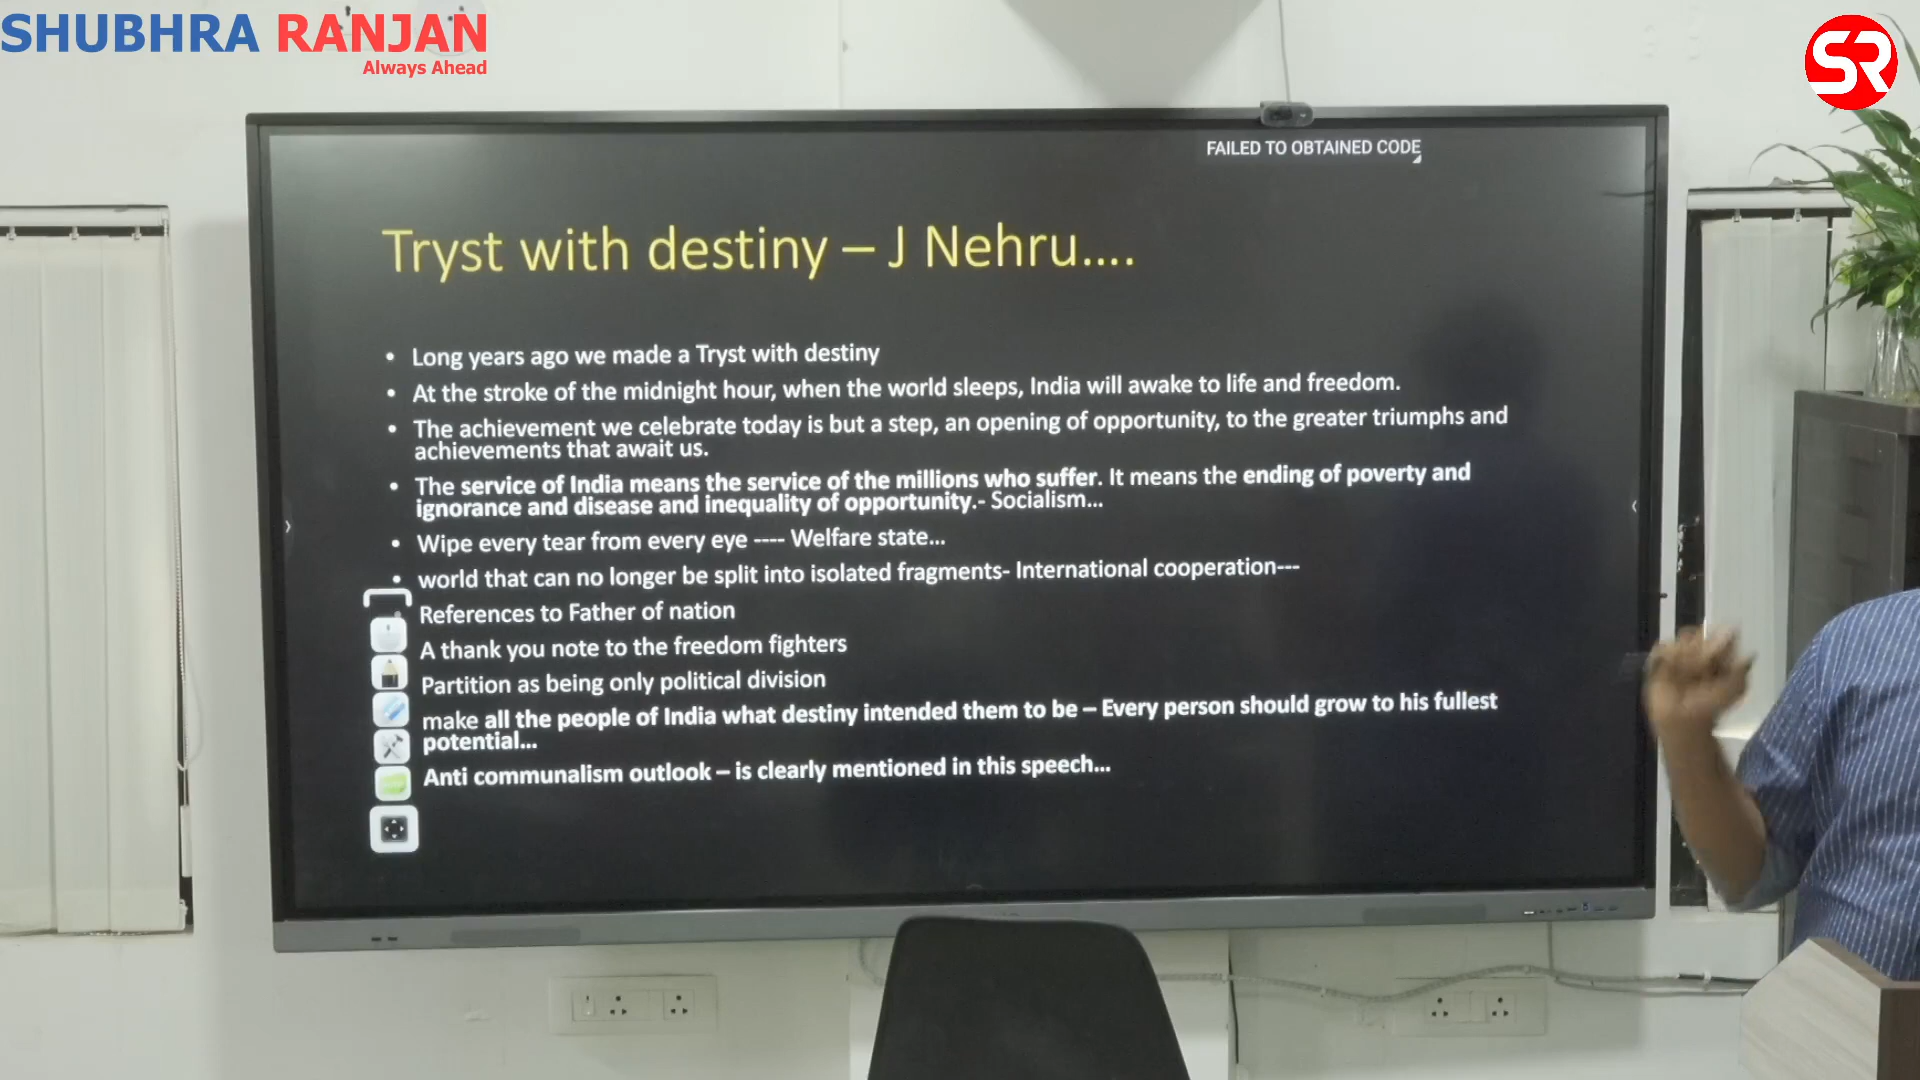 SHUBHRA RANJAN
Always Ahead
SR
FAILED TO OBTAINED CODE
Tryst with destiny – J Nehru....
• Long years ago we made a Tryst with destiny
• At the stroke of the midnight hour, when the world sleeps, India will awake to life and freedom.
• The achievement we celebrate today is but a step, an opening of opportunity, to the greater triumphs and
achievements that await us.
• The service of India means the service of the millions who suffer. It means the ending of poverty and
ignorance and disease and inequality of opportunity.- Socialism...
• Wipe every tear from every eye ---- Welfare state...
• world that can no longer be split into isolated fragments- International cooperation---
References to Father of nation
A thank you note to the freedom fighters
Partition as being only political division
make all the people of India what destiny intended them to be – Every person should grow to his fullest
potential...
Anti communalism outlook – is clearly mentioned in this speech...